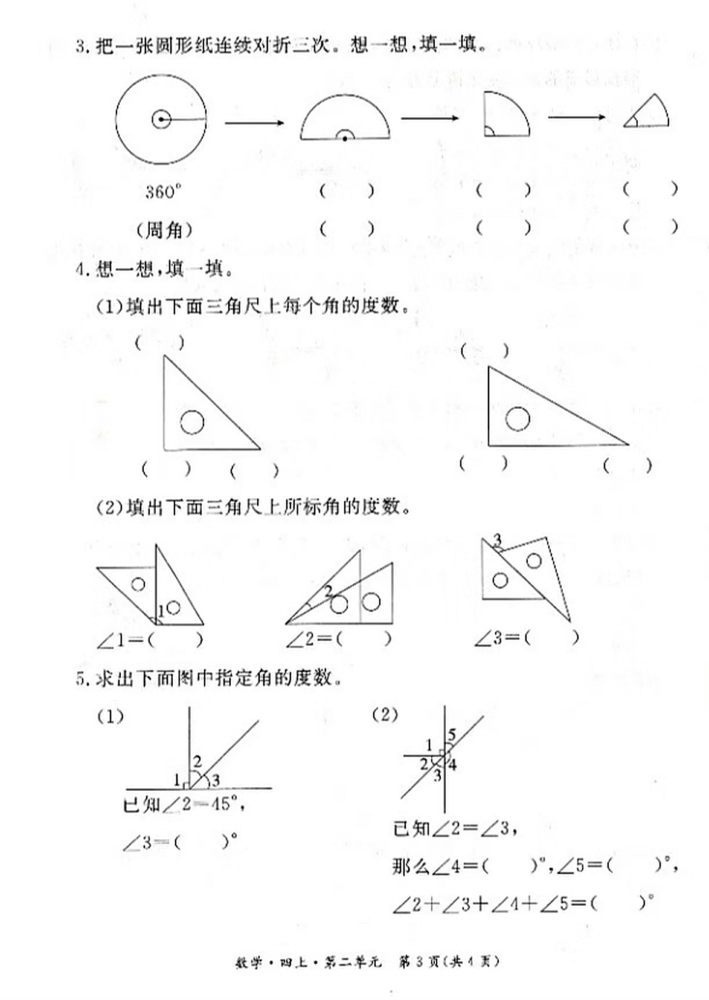 3.把一张圆形纸连续对折三次。想一想,填一填。
360° ( ) ( ) ( )
(周角) ( ) ( ) ( )
4.想一想,填一填。
(1)填出下面三角尺上每个角的度数。
( ) ( )
( ) ( ) ( ) ( )
(2)填出下面三角尺上所标角的度数。
1 2 3
∠1=( ) ∠2=( ) ∠3=( )
5.求出下面图中指定角的度数。
(1)
1 2 3
已知∠2=45°,
∠3=( )°
(2)
1 5
2 3 4
已知∠2=∠3,
那么∠4=( )°,∠5=( )°,
∠2+∠3+∠4+∠5=( )°
数学·四上·第二单元 第3页(共4页)